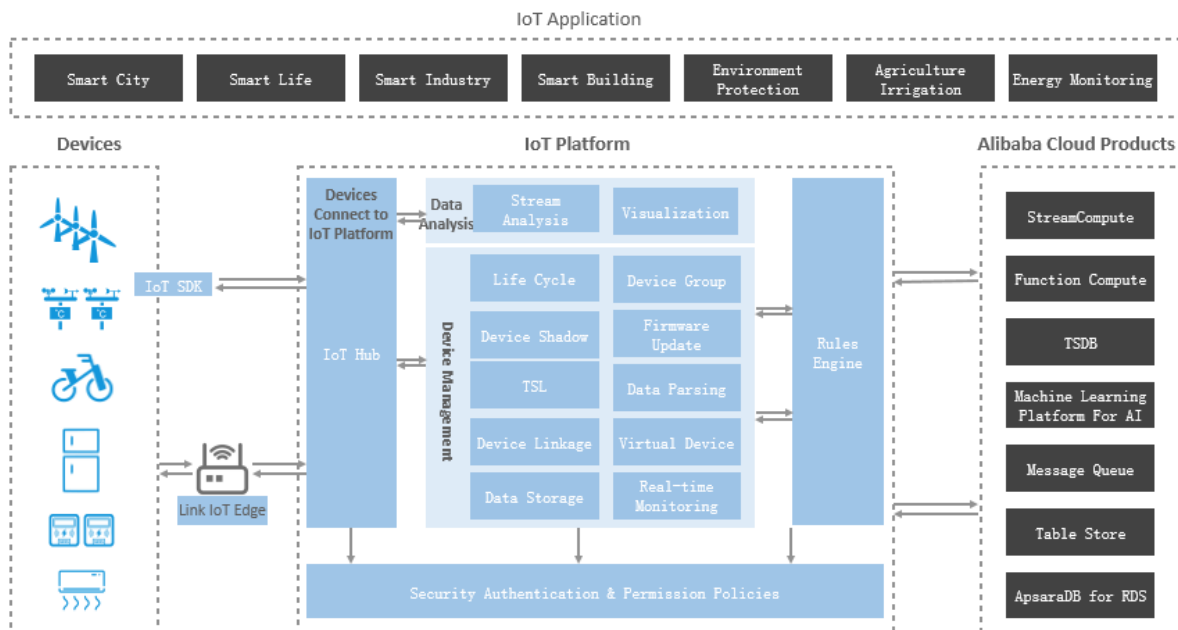 IoT Application
Smart City
Smart Life
Smart Industry
Smart Building
Environment
Protection
Agriculture
Irrigation
Energy Monitoring
Devices
IoT Platform
Alibaba Cloud Products
IoT SDK
Link IoT Edge
Devices
Connect to
IoT Platform
IoT Hub
Data
Analysis
Stream
Analysis
Visualization
Device Management
Life Cycle
Device Group
Device Shadow
Firmware
Update
TSL
Data Parsing
Device Linkage
Virtual Device
Data Storage
Real-time
Monitoring
Rules
Engine
Security Authentication & Permission Policies
StreamCompute
Function Compute
TSDB
Machine Learning
Platform For AI
Message Queue
Table Store
ApsaraDB for RDS
°C
°C